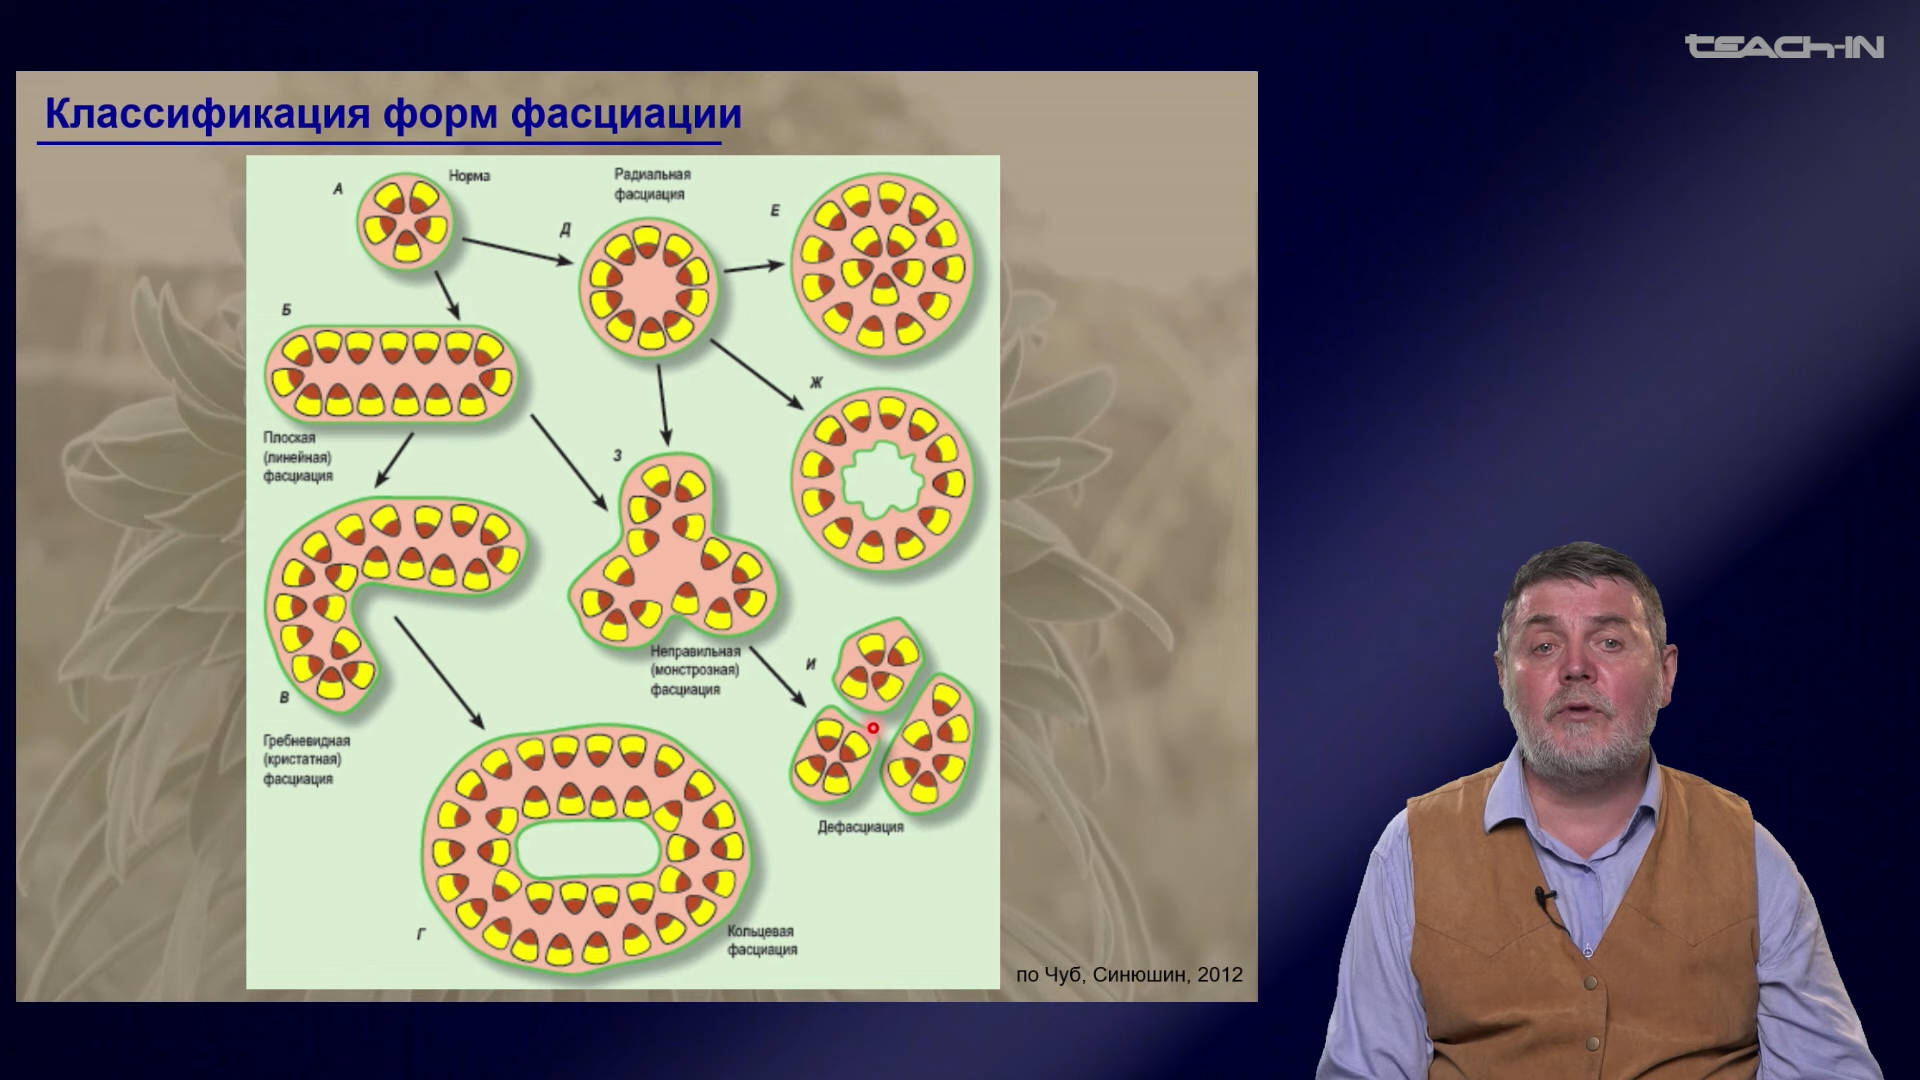 TEACH-IN
Классификация форм фасциации
А
Норма
Радиальная
фасциация
Д
Е
Б
Плоская
(линейная)
фасциация
Ж
З
Неправильная
(монстрозная)
фасциация
И
В
Гребневидная
(кристатная)
фасциация
Дефасциация
Г
Кольцевая
фасциация
по Чуб, Синюшин, 2012